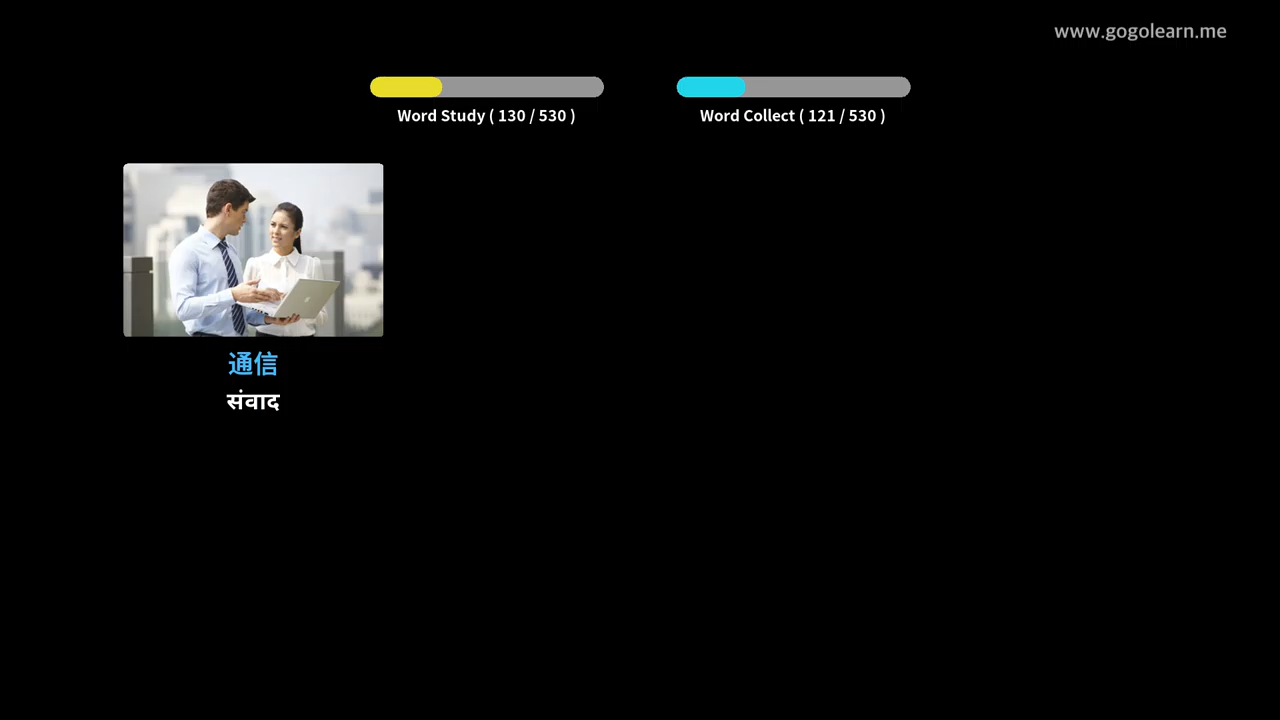 www.gogolearn.me
Word Study ( 130 / 530 )
Word Collect ( 121 / 530 )
通信
संवाद